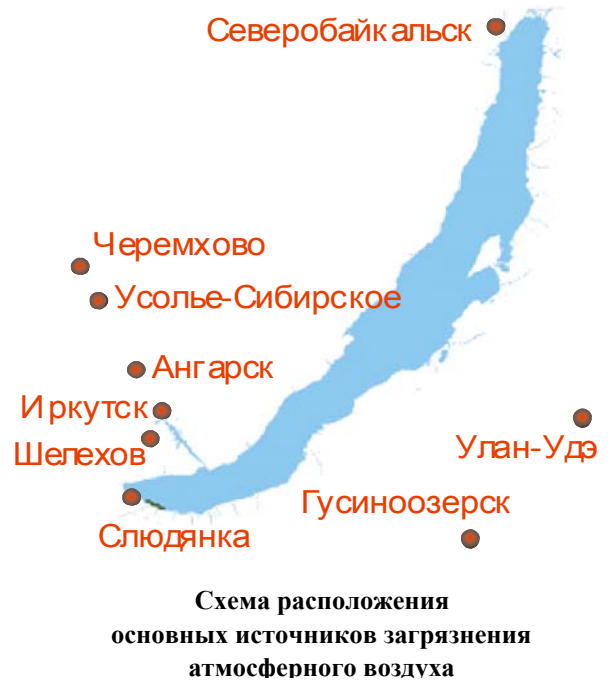 Северобайкальск
Черемхово
Усолье-Сибирское
Ангарск
Иркутск
Шелехов
Улан-Удэ
Гусиноозерск
Слюдянка
Схема расположения
основных источников загрязнения
атмосферного воздуха